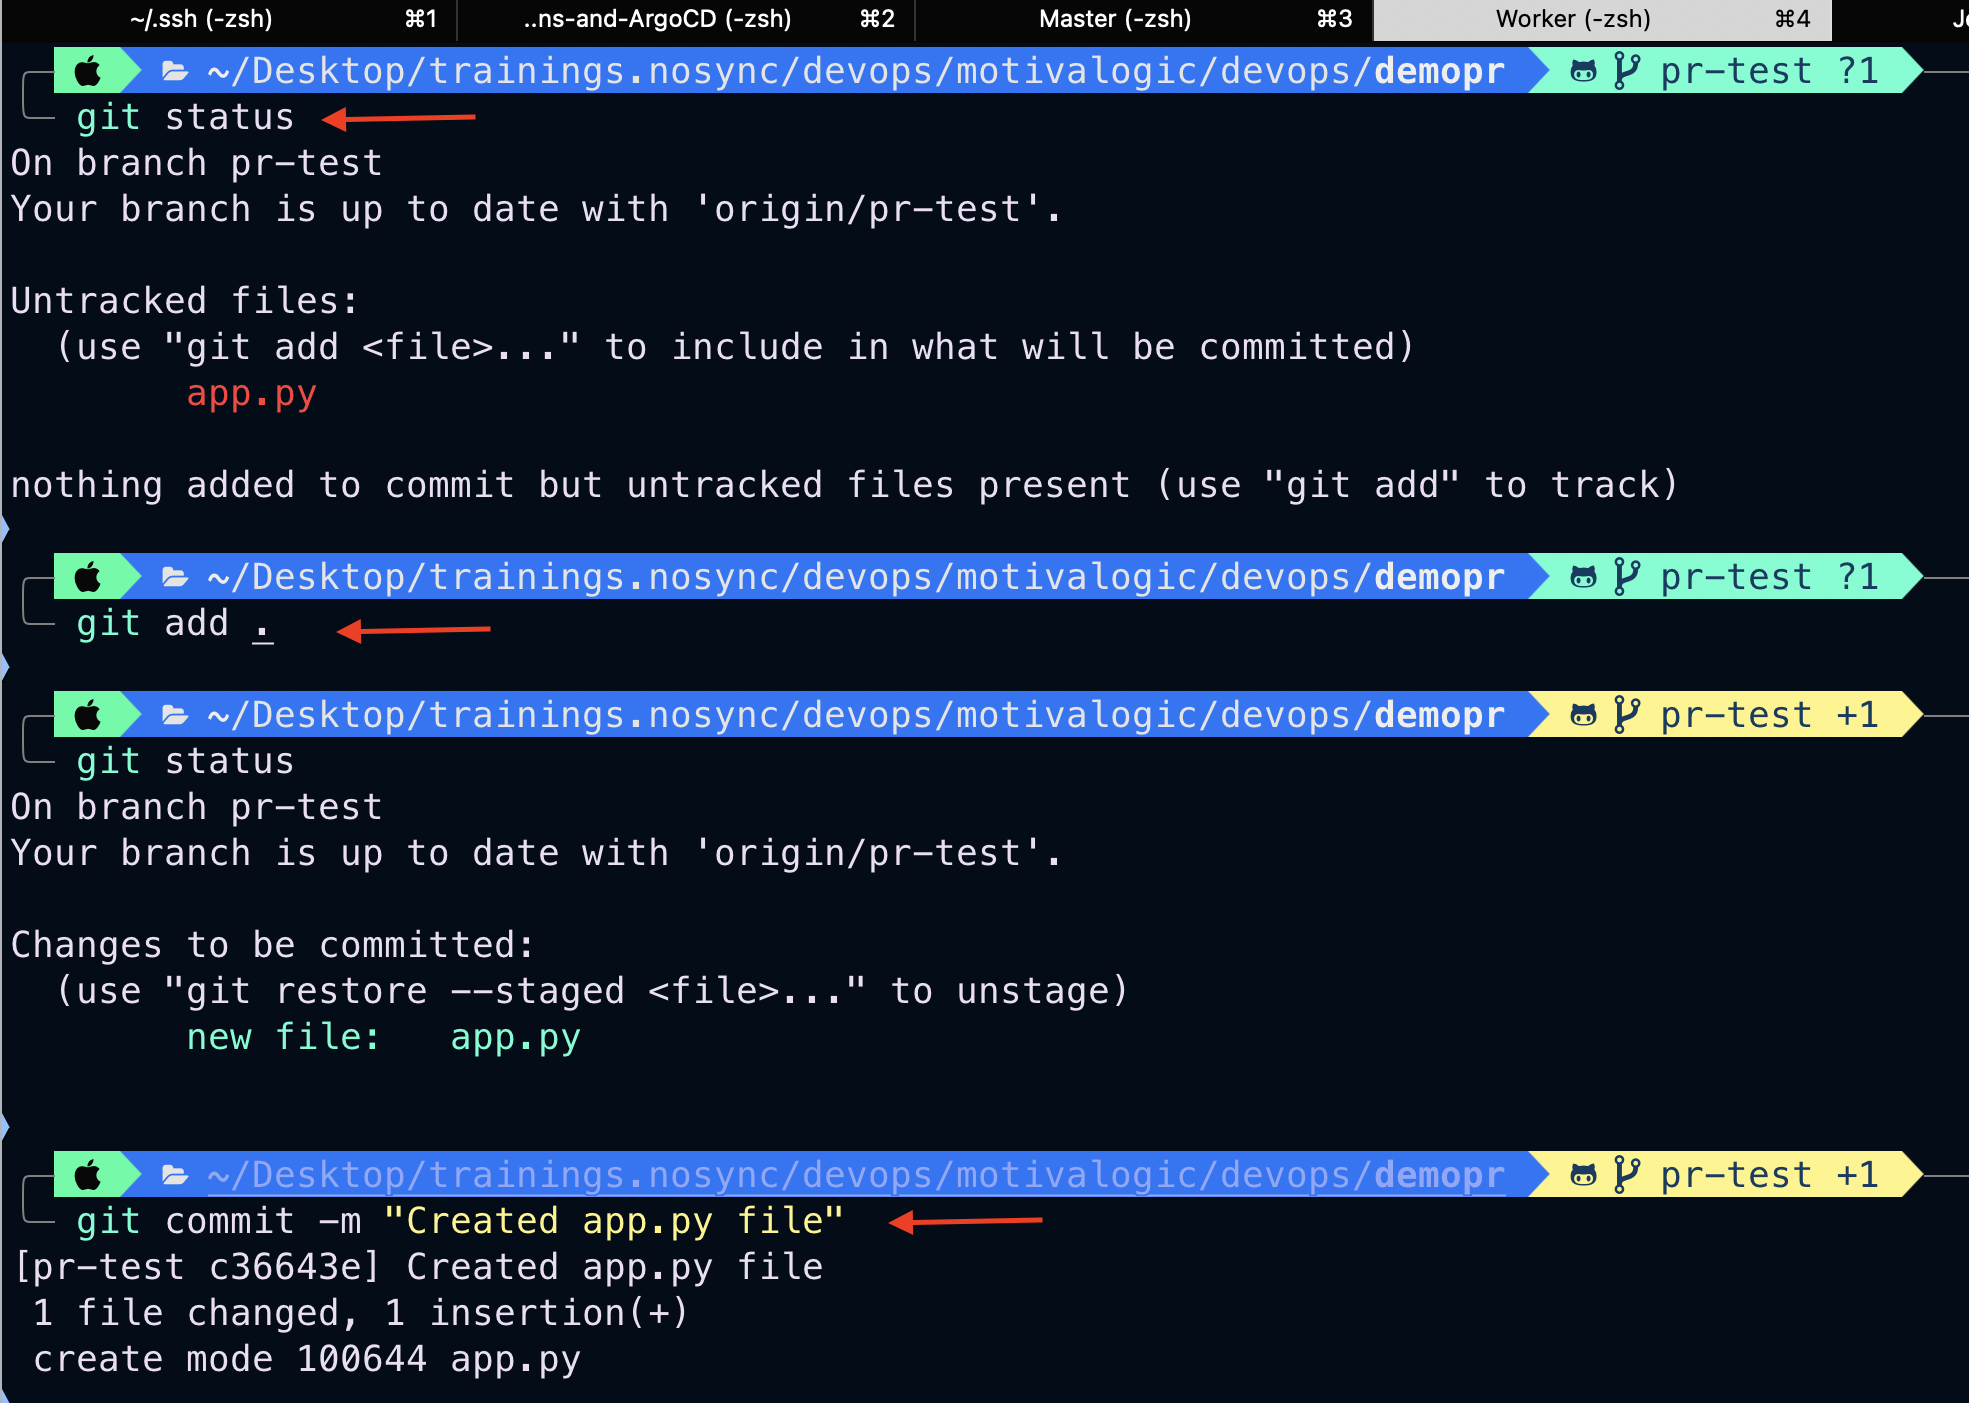 ~/.ssh (-zsh) ⌘1 ..ns-and-ArgoCD (-zsh) ⌘2 Master (-zsh) ⌘3 Worker (-zsh) ⌘4
~/Desktop/trainings.nosync/devops/motivalogic/devops/demopr pr-test ?1
git status
On branch pr-test
Your branch is up to date with 'origin/pr-test'.
Untracked files:
(use "git add <file>..." to include in what will be committed)
app.py
nothing added to commit but untracked files present (use "git add" to track)
~/Desktop/trainings.nosync/devops/motivalogic/devops/demopr pr-test ?1
git add .
~/Desktop/trainings.nosync/devops/motivalogic/devops/demopr pr-test +1
git status
On branch pr-test
Your branch is up to date with 'origin/pr-test'.
Changes to be committed:
(use "git restore --staged <file>..." to unstage)
new file: app.py
~/Desktop/trainings.nosync/devops/motivalogic/devops/demopr pr-test +1
git commit -m "Created app.py file"
[pr-test c36643e] Created app.py file
1 file changed, 1 insertion(+)
create mode 100644 app.py